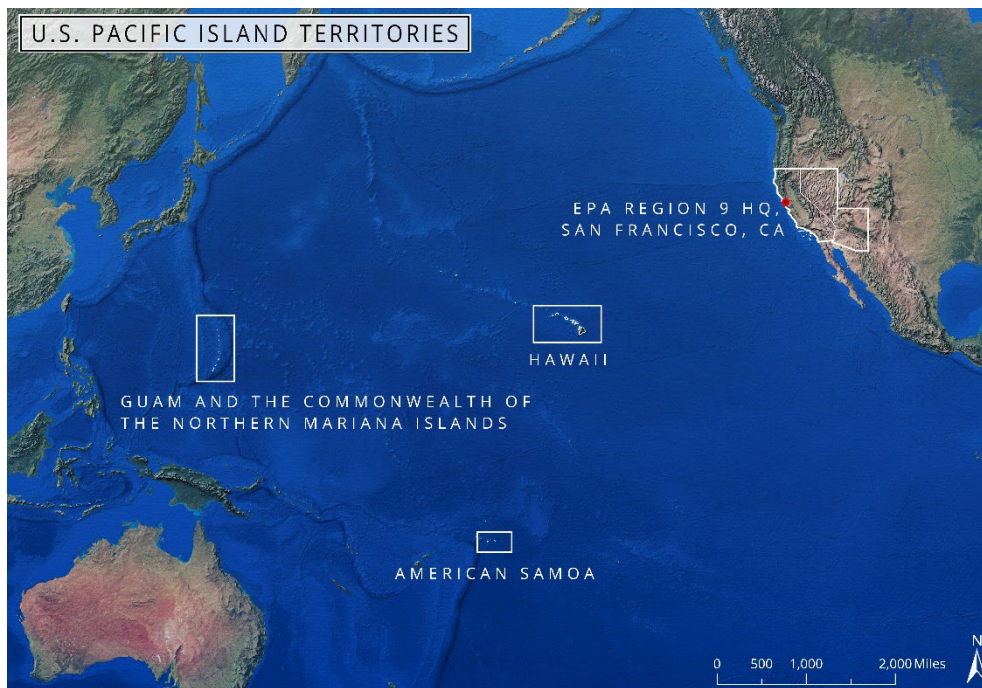 U.S. PACIFIC ISLAND TERRITORIES
EPA REGION 9 HQ,
SAN FRANCISCO, CA
HAWAII
GUAM AND THE COMMONWEALTH OF
THE NORTHERN MARIANA ISLANDS
AMERICAN SAMOA
0 500 1,000 2,000 Miles
N